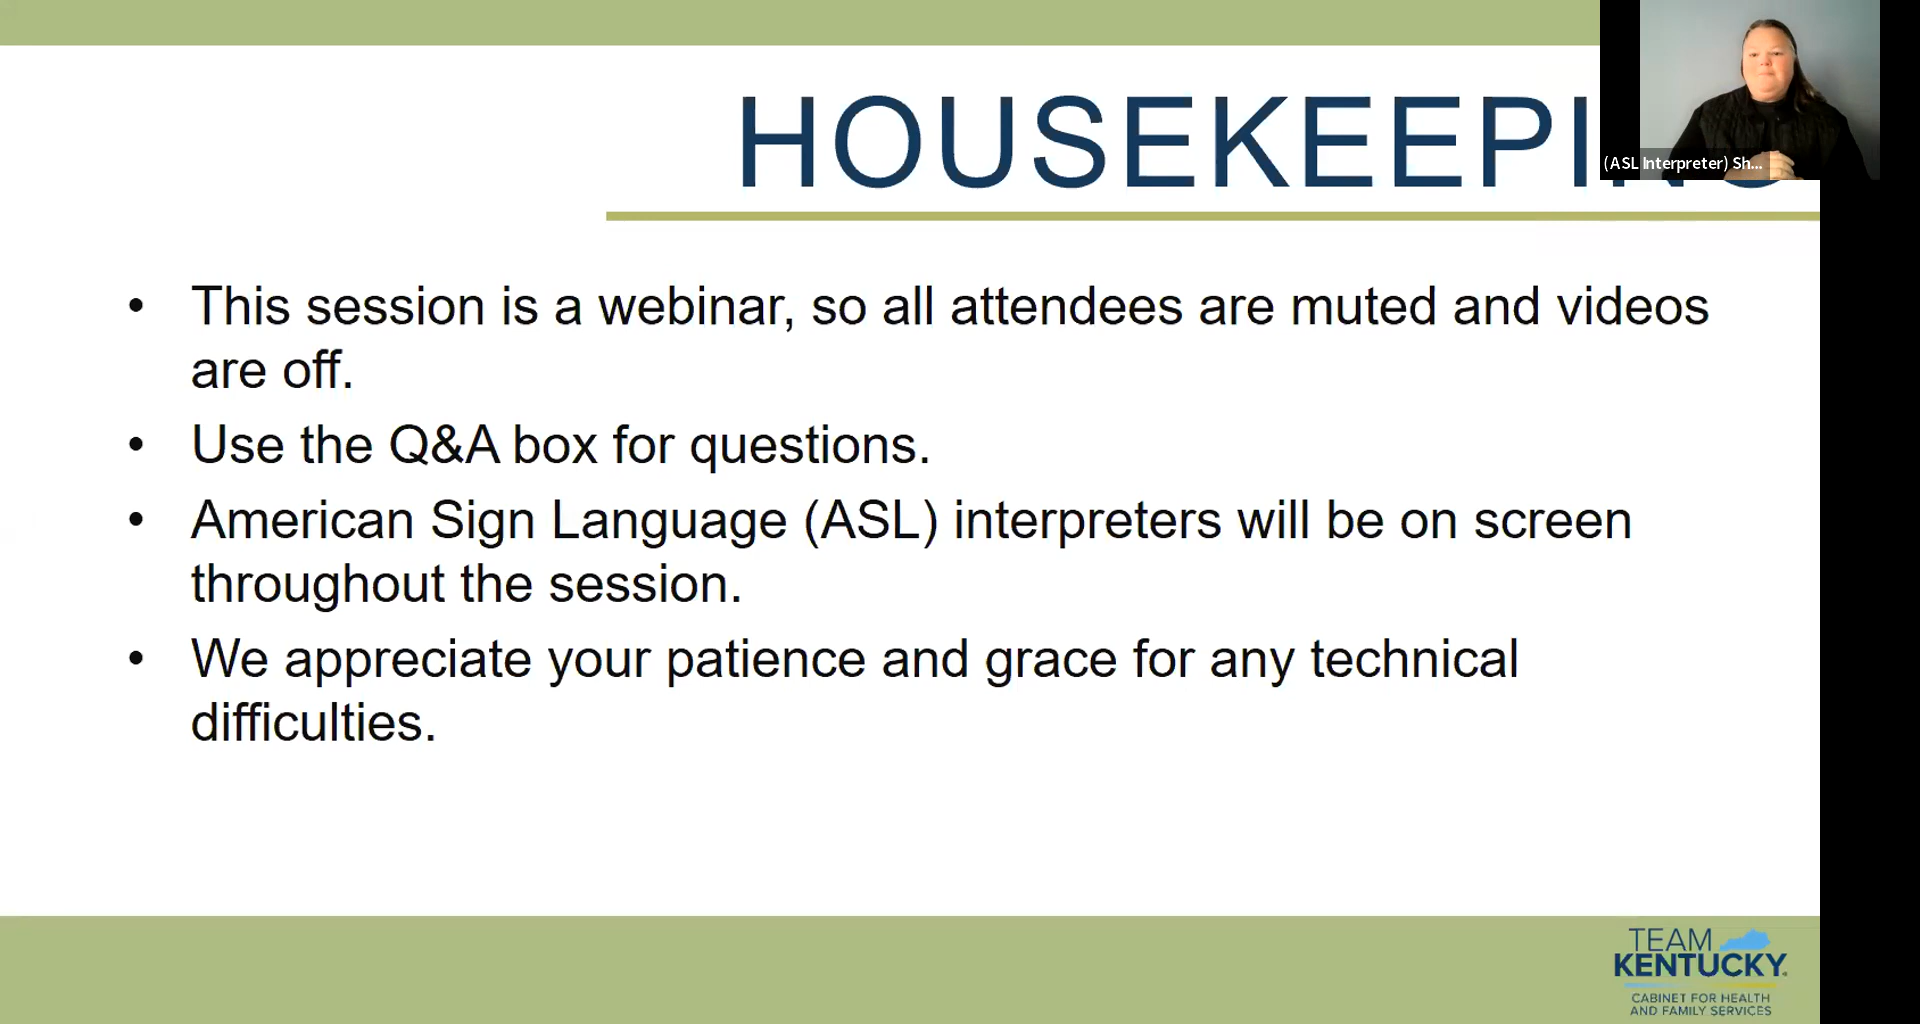 HOUSEKEEPING
(ASL Interpreter) Sh...
• This session is a webinar, so all attendees are muted and videos
are off.
• Use the Q&A box for questions.
• American Sign Language (ASL) interpreters will be on screen
throughout the session.
• We appreciate your patience and grace for any technical
difficulties.
TEAM
KENTUCKY
CABINET FOR HEALTH
AND FAMILY SERVICES